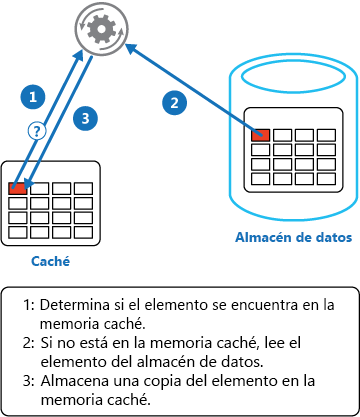 1
2
3
?
Caché
Almacén de datos
1: Determina si el elemento se encuentra en la
memoria caché.
2: Si no está en la memoria caché, lee el
elemento del almacén de datos.
3: Almacena una copia del elemento en la
memoria caché.